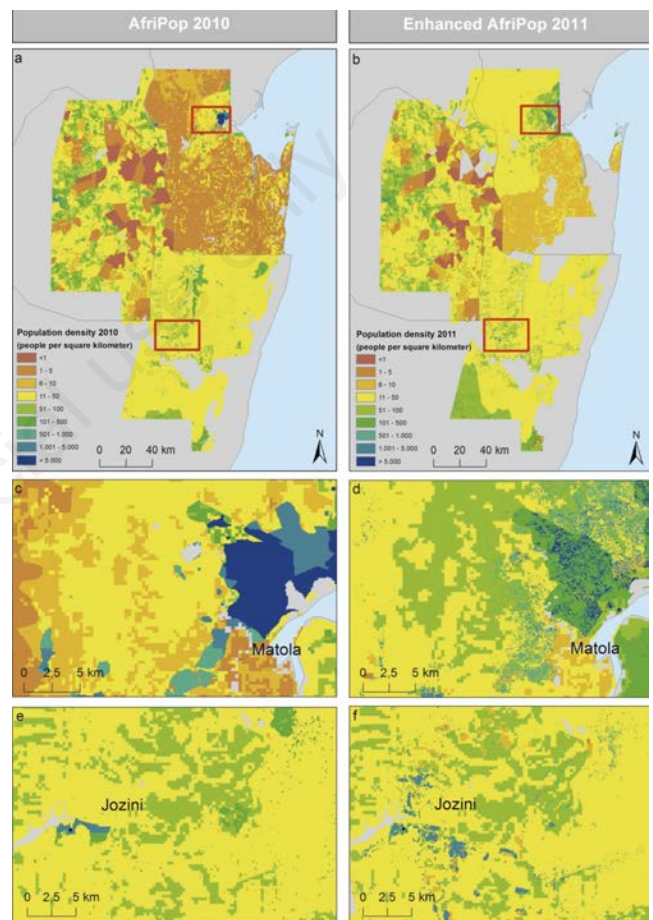 AfriPop 2010
Enhanced AfriPop 2011
a
Population density 2010
(people per square kilometer)
<1
1 - 5
6 - 10
11 - 50
51 - 100
101 - 500
501 - 1.000
1.001 - 5.000
> 5.000
0 20 40 km
N
b
Population density 2011
(people per square kilometer)
<1
1 - 5
6 - 10
11 - 50
51 - 100
101 - 500
501 - 1.000
1.001 - 5.000
> 5.000
0 20 40 km
N
c
Matola
0 2,5 5 km
d
Matola
0 2,5 5 km
e
Jozini
0 2,5 5 km
f
Jozini
0 2,5 5 km